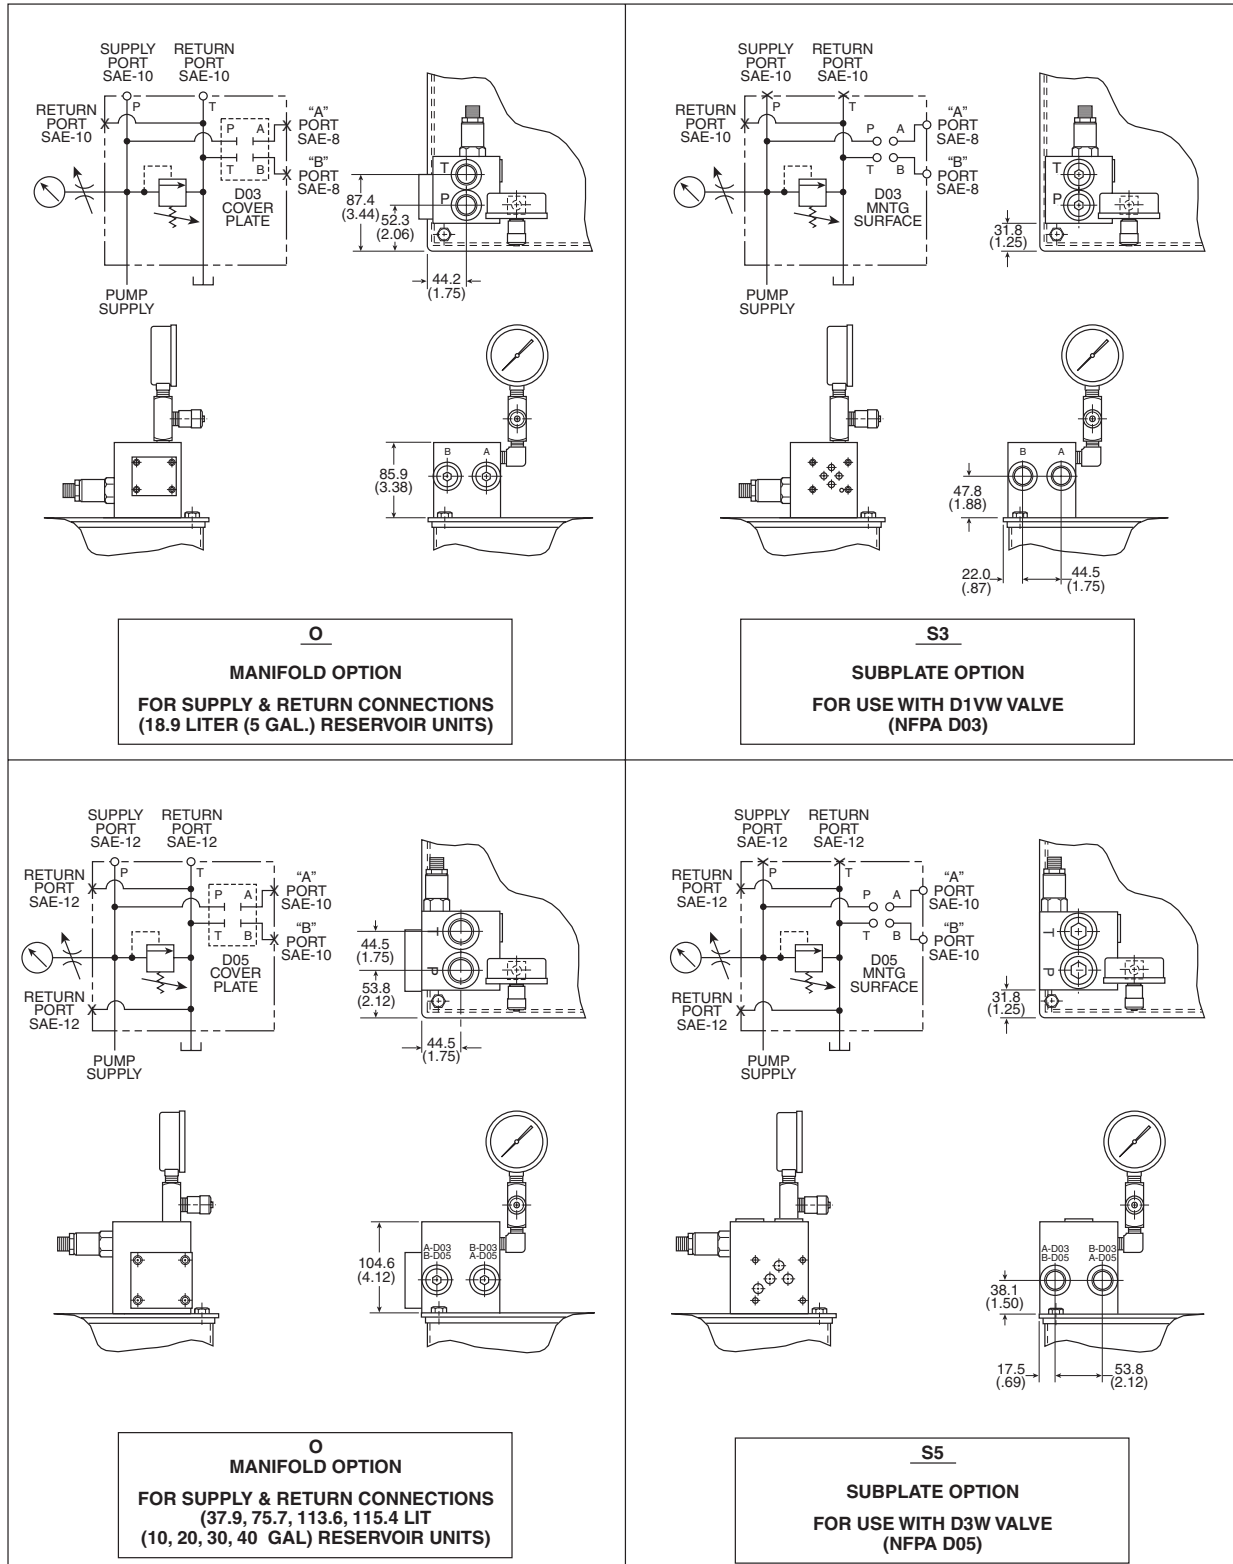 SUPPLY
PORT
SAE-10
RETURN
PORT
SAE-10
RETURN
PORT
SAE-10
P
T
P
A
T
B
"A"
PORT
SAE-8
"B"
PORT
SAE-8
D03
COVER
PLATE
PUMP
SUPPLY
T
P
87.4
(3.44)
52.3
(2.06)
44.2
(1.75)
B
A
85.9
(3.38)
O
MANIFOLD OPTION
FOR SUPPLY & RETURN CONNECTIONS
(18.9 LITER (5 GAL.) RESERVOIR UNITS)
SUPPLY
PORT
SAE-10
RETURN
PORT
SAE-10
RETURN
PORT
SAE-10
P
T
P
A
T
B
"A"
PORT
SAE-8
"B"
PORT
SAE-8
D03
MNTG
SURFACE
PUMP
SUPPLY
T
P
31.8
(1.25)
B
A
47.8
(1.88)
22.0
(.87)
44.5
(1.75)
S3
SUBPLATE OPTION
FOR USE WITH D1VW VALVE
(NFPA D03)
SUPPLY
PORT
SAE-12
RETURN
PORT
SAE-12
RETURN
PORT
SAE-12
P
T
P
A
T
B
"A"
PORT
SAE-10
"B"
PORT
SAE-10
D05
COVER
PLATE
RETURN
PORT
SAE-12
PUMP
SUPPLY
T
P
44.5
(1.75)
53.8
(2.12)
44.5
(1.75)
A-D03
B-D05
B-D03
A-D05
104.6
(4.12)
O
MANIFOLD OPTION
FOR SUPPLY & RETURN CONNECTIONS
(37.9, 75.7, 113.6, 115.4 LIT
(10, 20, 30, 40 GAL) RESERVOIR UNITS)
SUPPLY
PORT
SAE-12
RETURN
PORT
SAE-12
RETURN
PORT
SAE-12
P
T
P
A
T
B
"A"
PORT
SAE-10
"B"
PORT
SAE-10
D05
MNTG
SURFACE
RETURN
PORT
SAE-12
PUMP
SUPPLY
T
P
31.8
(1.25)
A-D03
B-D05
B-D03
A-D05
38.1
(1.50)
17.5
(.69)
53.8
(2.12)
S5
SUBPLATE OPTION
FOR USE WITH D3W VALVE
(NFPA D05)